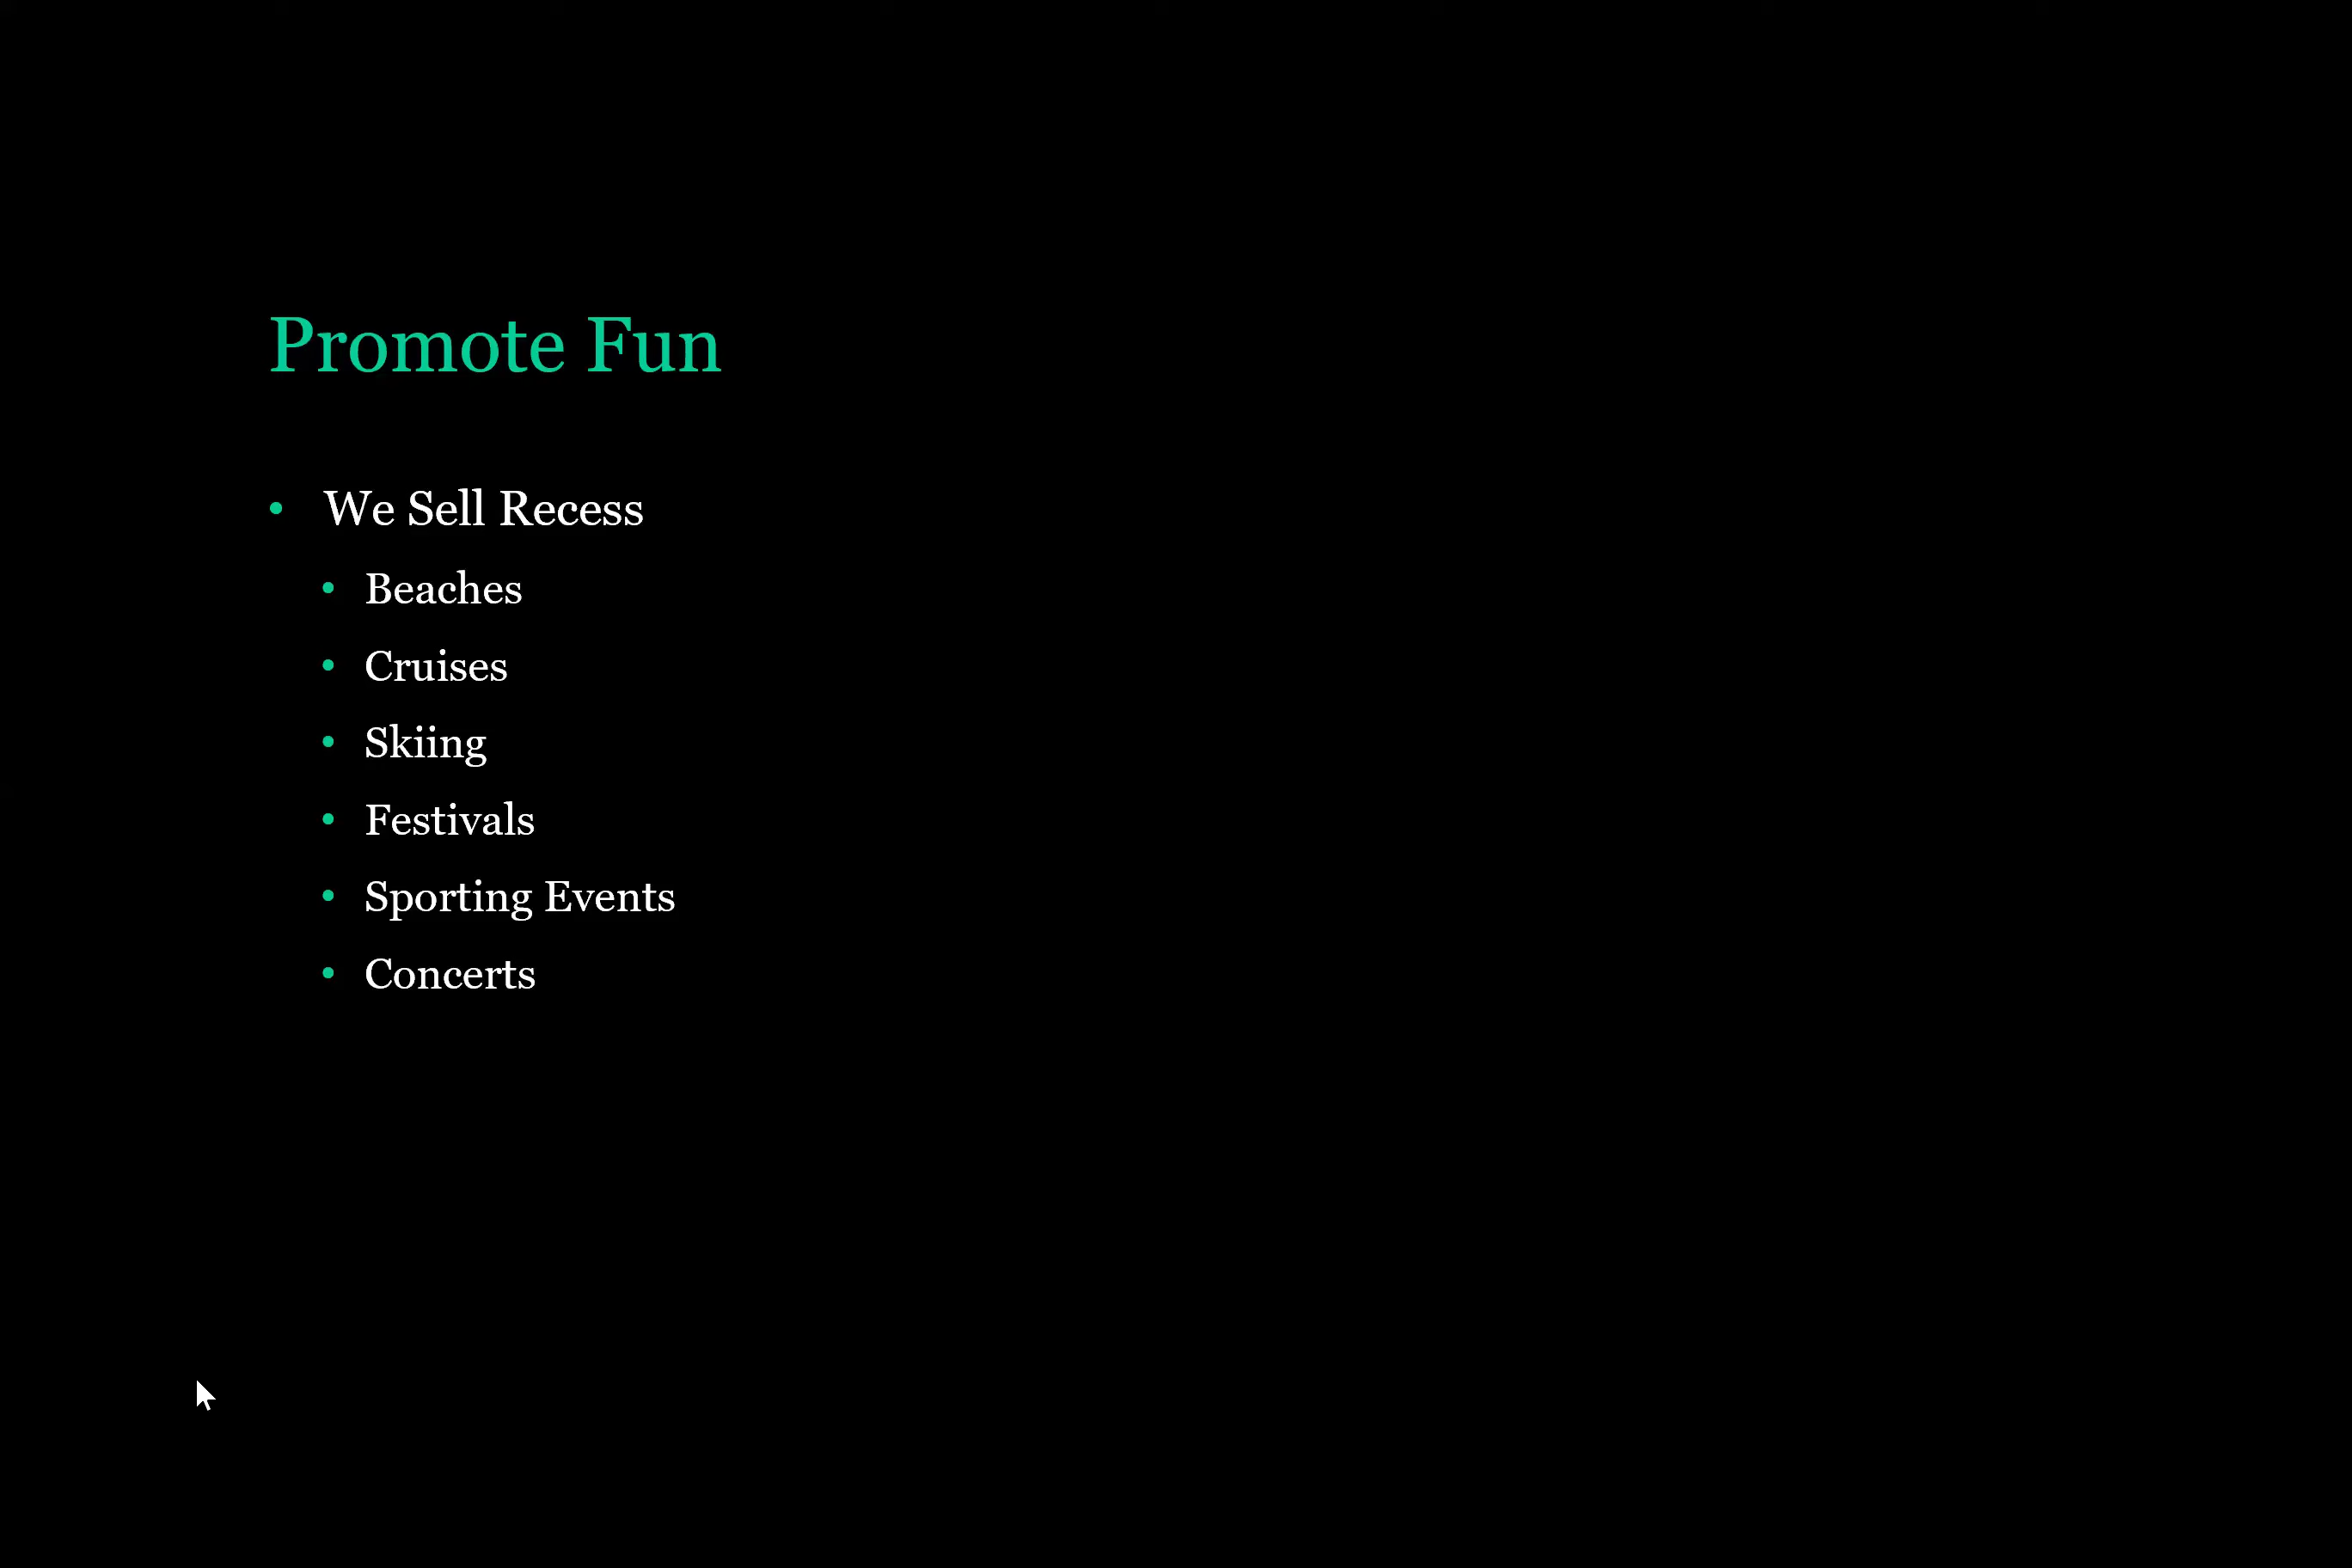 Promote Fun
We Sell Recess
Beaches
Cruises
Skiing
Festivals
Sporting Events
Concerts